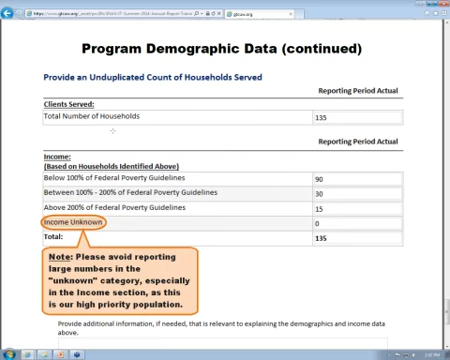 Program Demographic Data (continued)
Provide an Unduplicated Count of Households Served
Reporting Period Actual
Clients Served:
Total Number of Households 135
Reporting Period Actual
Income:
(Based on Households Identified Above)
Below 100% of Federal Poverty Guidelines 90
Between 100% - 200% of Federal Poverty Guidelines 30
Above 200% of Federal Poverty Guidelines 15
Income Unknown 0
Total: 135
Note: Please avoid reporting
large numbers in the
"unknown" category, especially
in the Income section, as this
is our high priority population.
Provide additional information, if needed, that is relevant to explaining the demographics and income data
above.